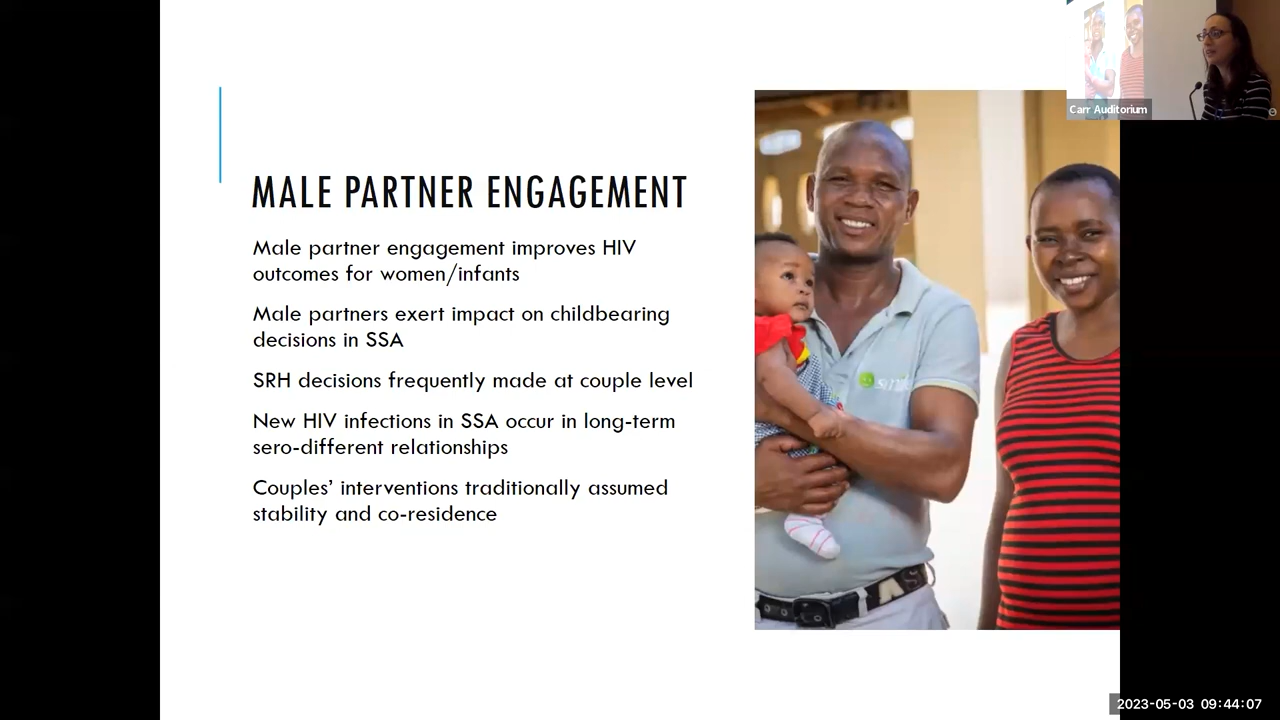 Carr Auditorium
MALE PARTNER ENGAGEMENT
Male partner engagement improves HIV
outcomes for women/infants
Male partners exert impact on childbearing
decisions in SSA
SRH decisions frequently made at couple level
New HIV infections in SSA occur in long-term
sero-different relationships
Couples’ interventions traditionally assumed
stability and co-residence
2023-05-03 09:44:07